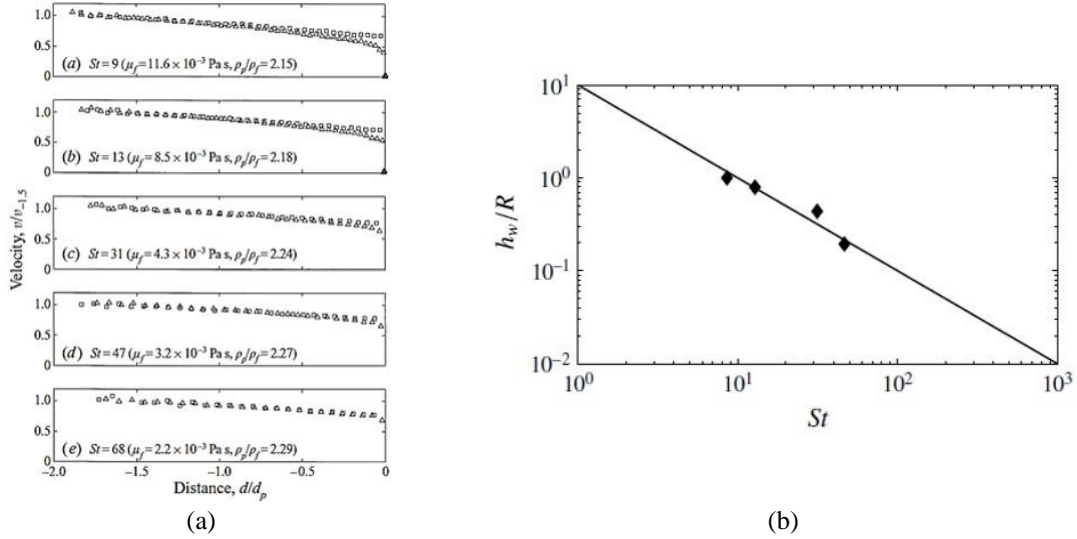 1.0
0.5
0
(a) St = 9 (μf = 11.6 × 10⁻³ Pa s, ρp/ρf = 2.15)
1.0
0.5
0
(b) St = 13 (μf = 8.5 × 10⁻³ Pa s, ρp/ρf = 2.18)
1.0
0.5
0
(c) St = 31 (μf = 4.3 × 10⁻³ Pa s, ρp/ρf = 2.24)
1.0
0.5
0
(d) St = 47 (μf = 3.2 × 10⁻³ Pa s, ρp/ρf = 2.27)
1.0
0.5
0
(e) St = 68 (μf = 2.2 × 10⁻³ Pa s, ρp/ρf = 2.29)
Velocity, v/v₋₁.₅
-2.0 -1.5 -1.0 -0.5 0
Distance, d/dp
(a)
10¹
10⁰
10⁻¹
10⁻²
hw/R
10⁰ 10¹ 10² 10³
St
(b)